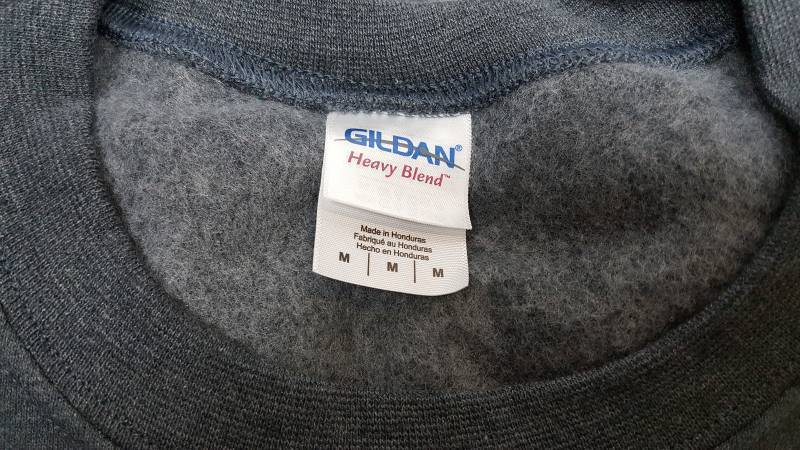 GILDAN®
Heavy Blend™
Made in Honduras
Fabriqué au Honduras
Hecho en Honduras
M | M | M